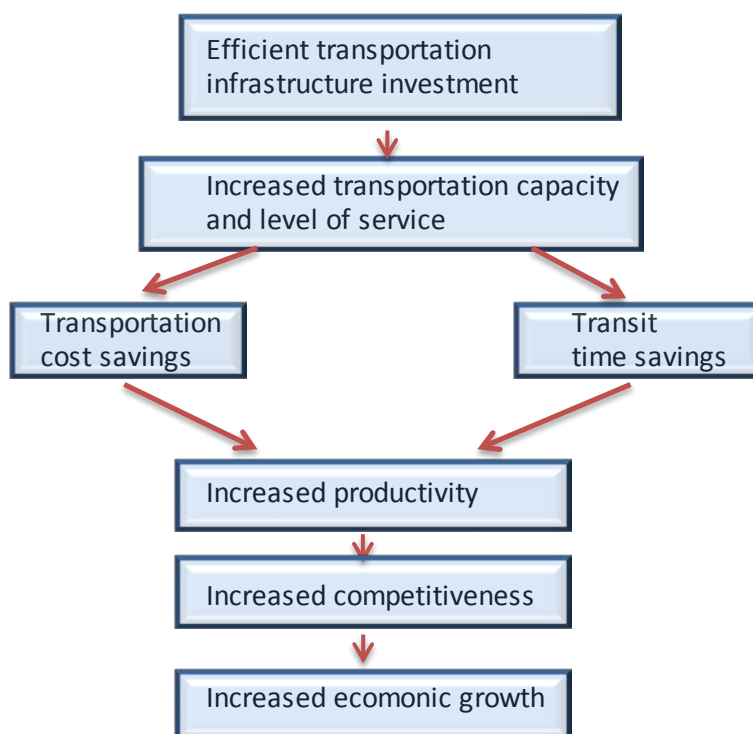 Efficient transportation
infrastructure investment
Increased transportation capacity
and level of service
Transportation
cost savings
Transit
time savings
Increased productivity
Increased competitiveness
Increased ecomonic growth